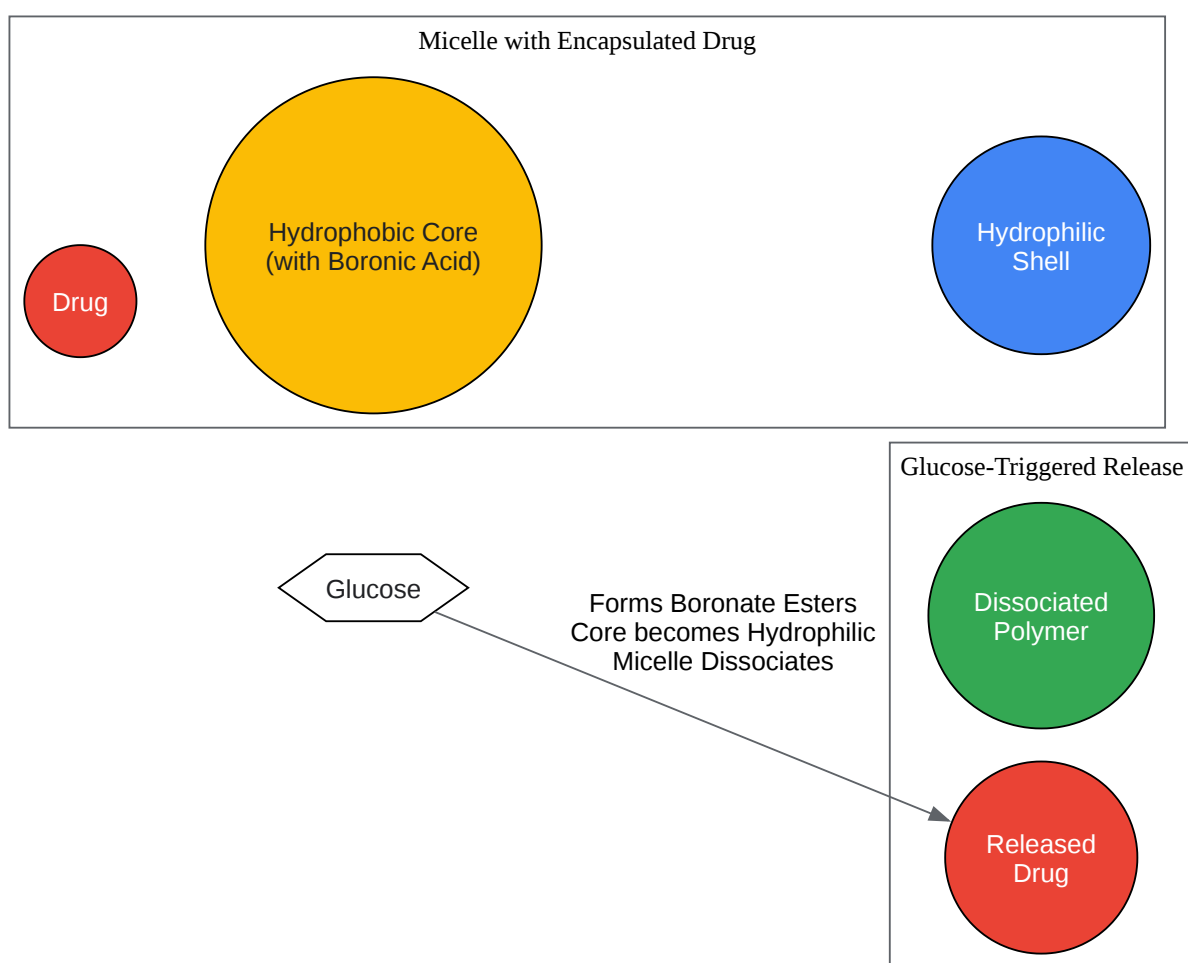 Micelle with Encapsulated Drug
Hydrophobic Core
(with Boronic Acid)
Hydrophilic
Shell
Drug
Glucose-Triggered Release
Glucose
Forms Boronate Esters
Core becomes Hydrophilic
Micelle Dissociates
Dissociated
Polymer
Released
Drug